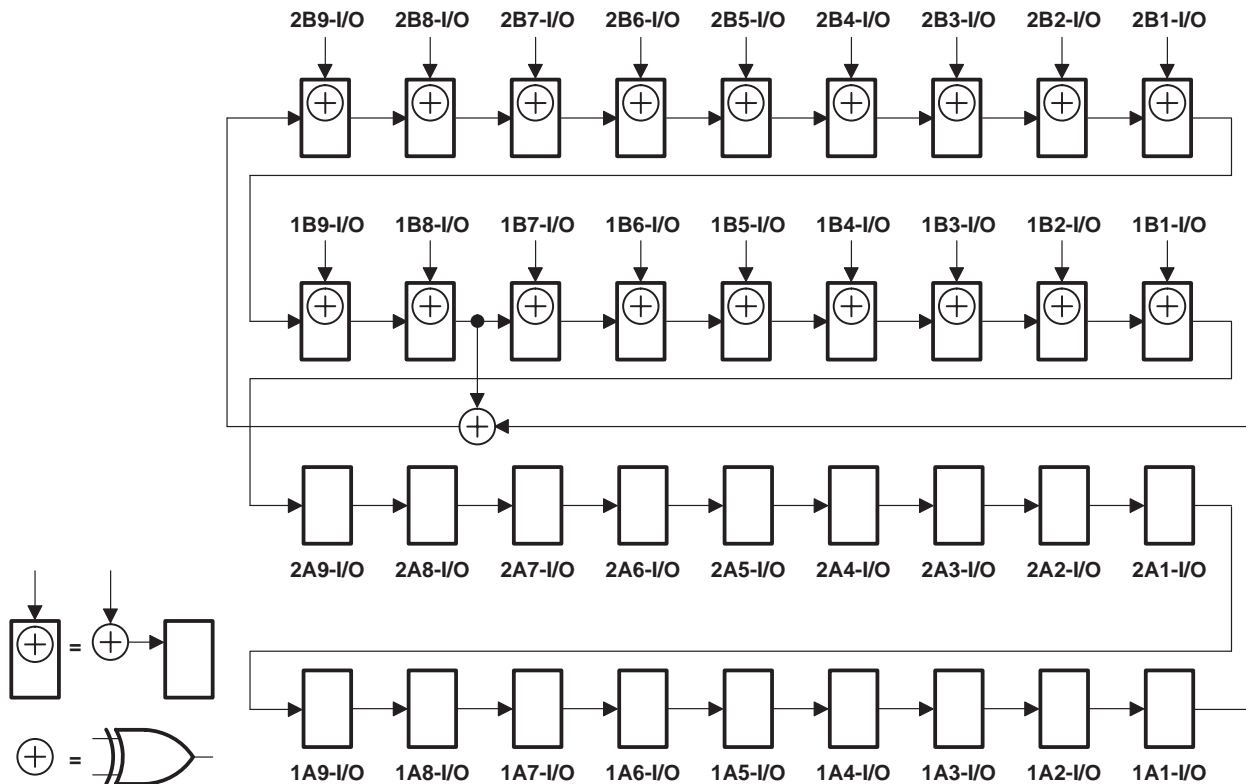 2B9-I/O 2B8-I/O 2B7-I/O 2B6-I/O 2B5-I/O 2B4-I/O 2B3-I/O 2B2-I/O 2B1-I/O
1B9-I/O 1B8-I/O 1B7-I/O 1B6-I/O 1B5-I/O 1B4-I/O 1B3-I/O 1B2-I/O 1B1-I/O
2A9-I/O 2A8-I/O 2A7-I/O 2A6-I/O 2A5-I/O 2A4-I/O 2A3-I/O 2A2-I/O 2A1-I/O
=
=
1A9-I/O 1A8-I/O 1A7-I/O 1A6-I/O 1A5-I/O 1A4-I/O 1A3-I/O 1A2-I/O 1A1-I/O